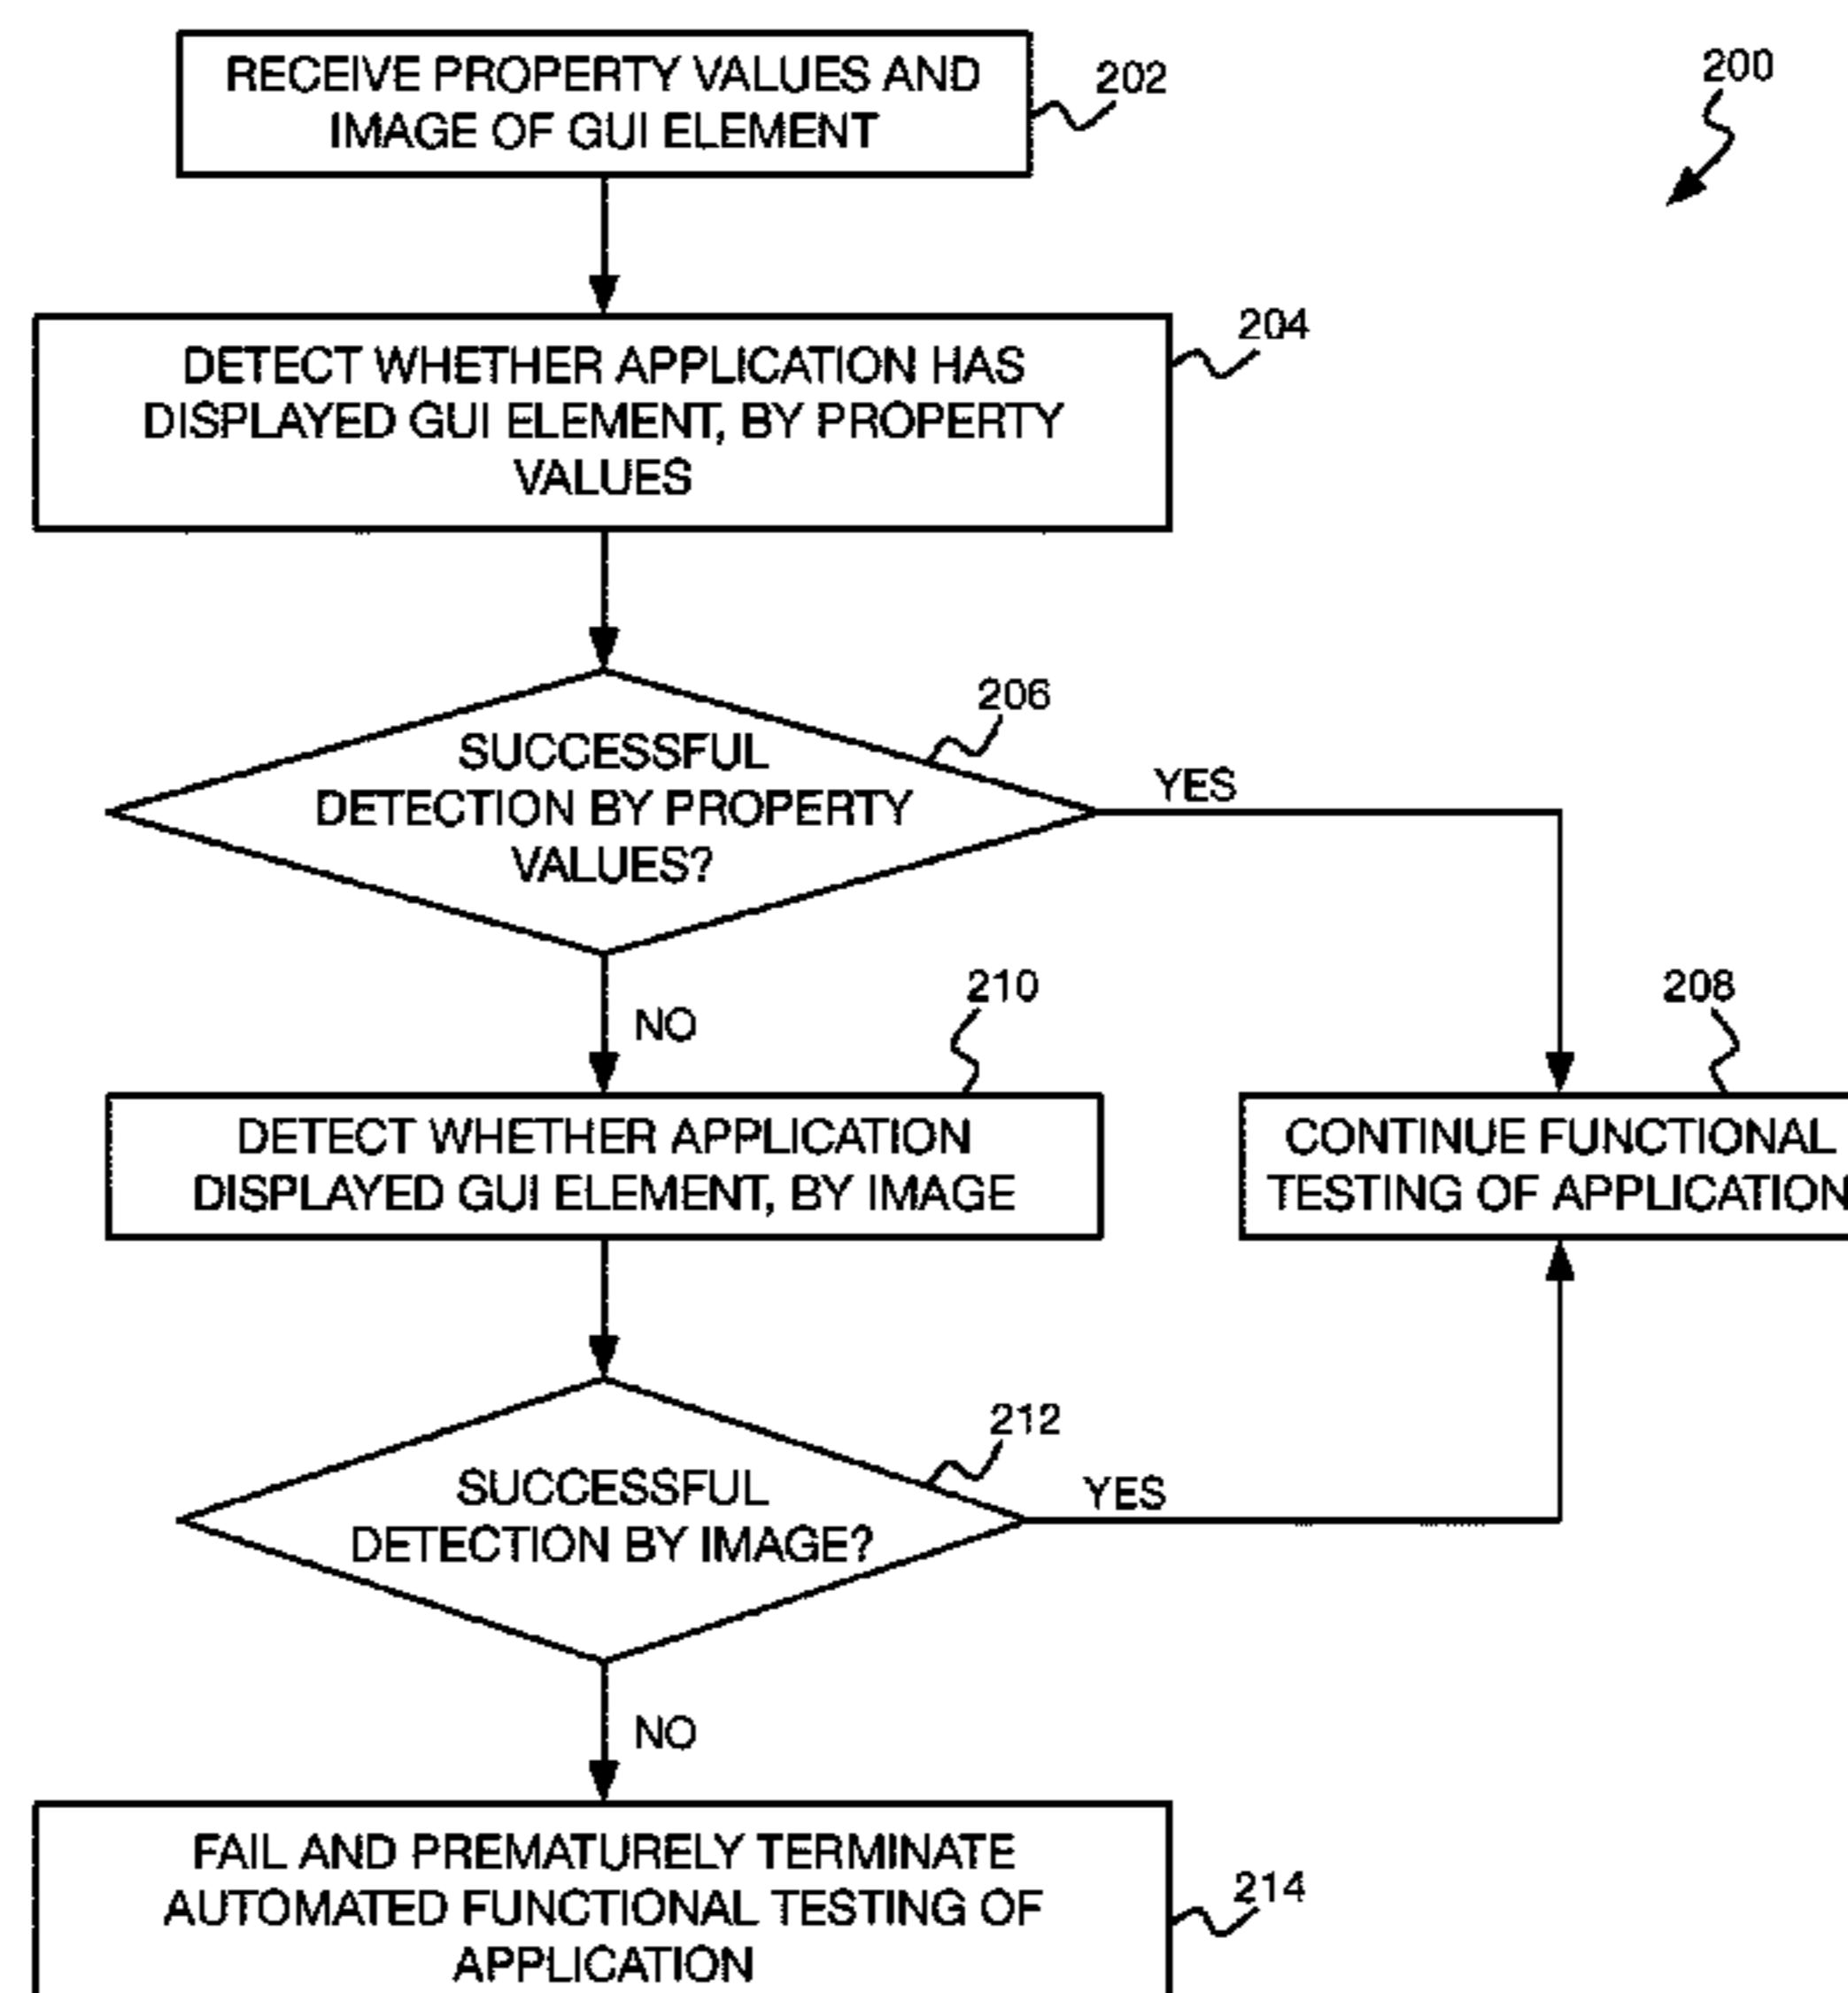 RECEIVE PROPERTY VALUES AND
IMAGE OF GUI ELEMENT
202
200
DETECT WHETHER APPLICATION HAS
DISPLAYED GUI ELEMENT, BY PROPERTY
VALUES
204
206
SUCCESSFUL
DETECTION BY PROPERTY
VALUES?
YES
NO
210
208
DETECT WHETHER APPLICATION
DISPLAYED GUI ELEMENT, BY IMAGE
CONTINUE FUNCTIONAL
TESTING OF APPLICATION
212
SUCCESSFUL
DETECTION BY IMAGE?
YES
NO
FAIL AND PREMATURELY TERMINATE
AUTOMATED FUNCTIONAL TESTING OF
APPLICATION
214